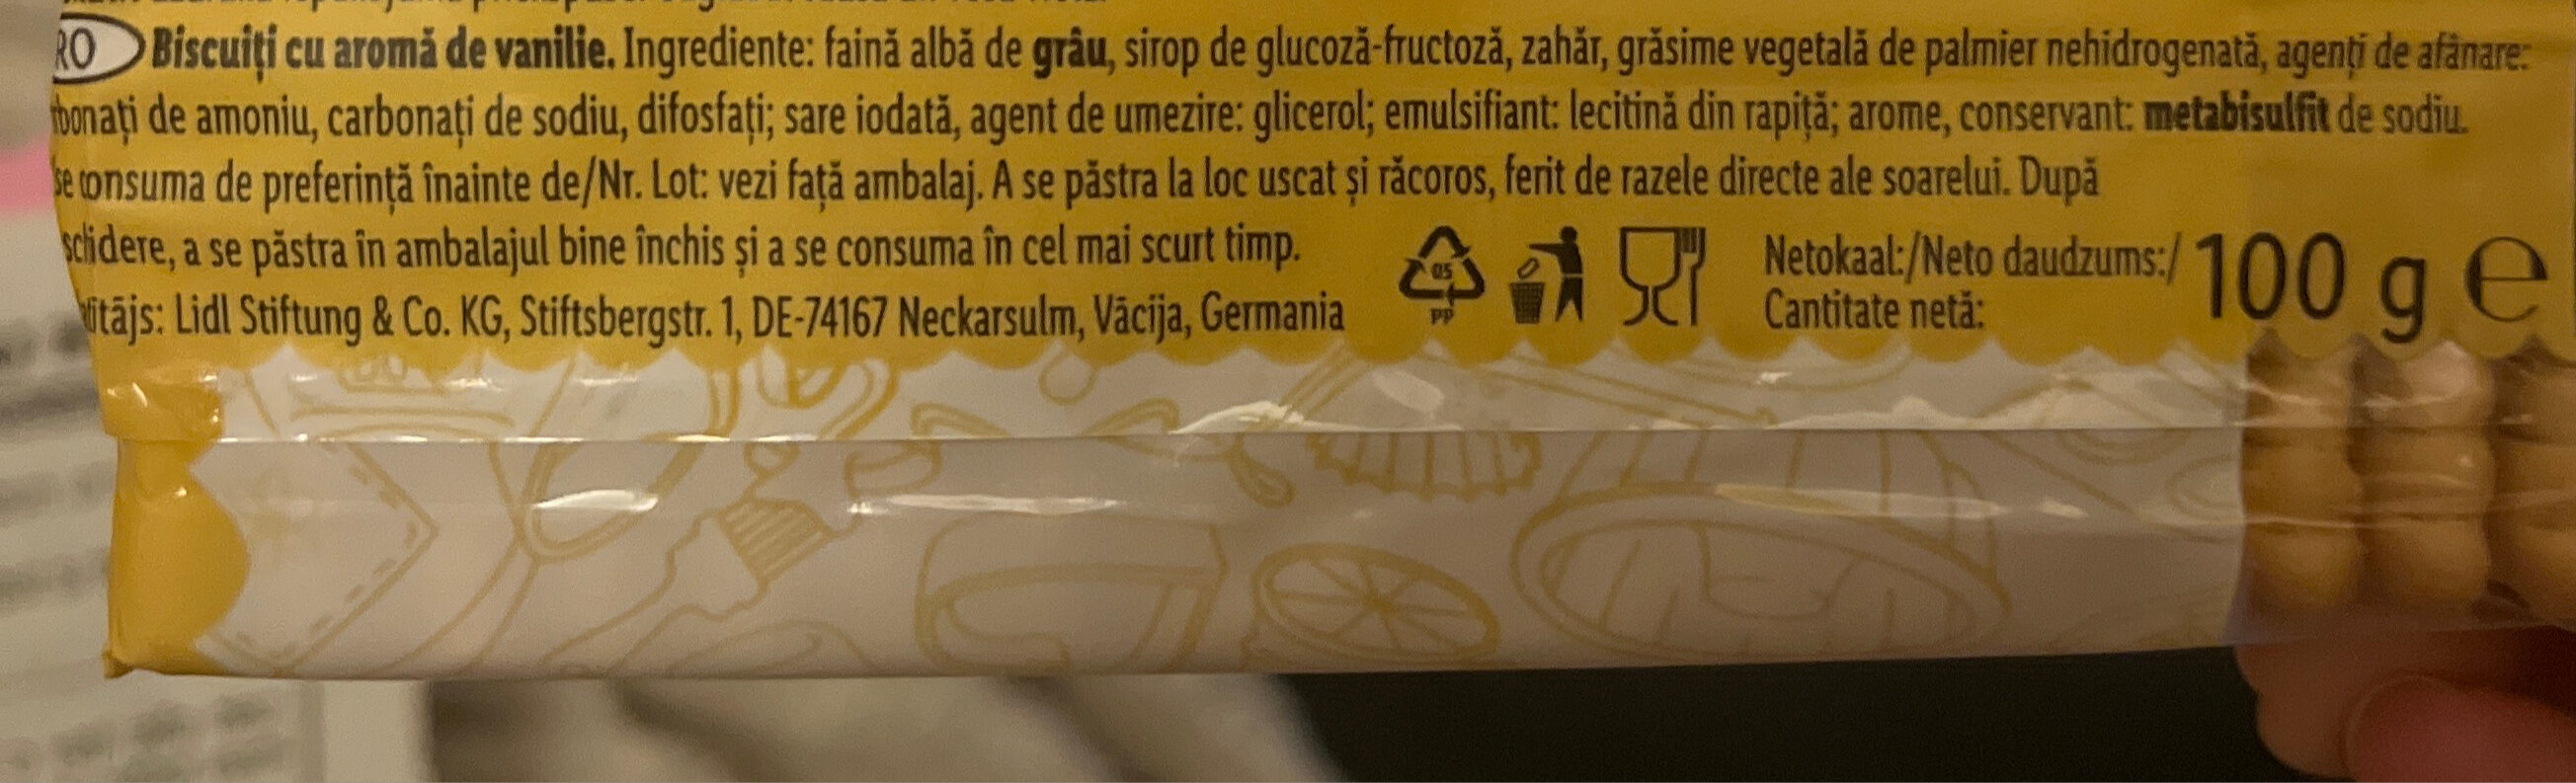 RO Biscuiți cu aromă de vanilie. Ingrediente: faină albă de grâu, sirop de glucoză-fructoză, zahăr, grăsime vegetală de palmier nehidrogenată, agenți de afânare:
de amoniu, carbonați de sodiu, difosfați; sare iodată, agent de umezire: glicerol; emulsifiant: lecitină din rapiță; arome, conservant: metabisulfit de sodiu.
se consuma de preferință înainte de/Nr. Lot: vezi față ambalaj. A se păstra la loc uscat și răcoros, ferit de razele directe ale soarelui. După
schidere, a se păstra în ambalajul bine închis și a se consuma în cel mai scurt timp.
Lidl Stiftung & Co. KG, Stiftsbergstr. 1, DE-74167 Neckarsulm, Vācija, Germania
05
PP
Netokaal:/Neto daudzums:/
Cantitate netă:
100 g e